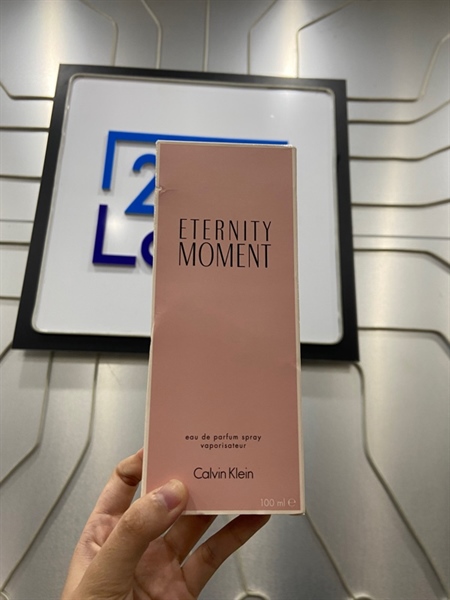 ETERNITY
MOMENT
eau de parfum spray
vaporisateur
Calvin Klein
100 ml ℮